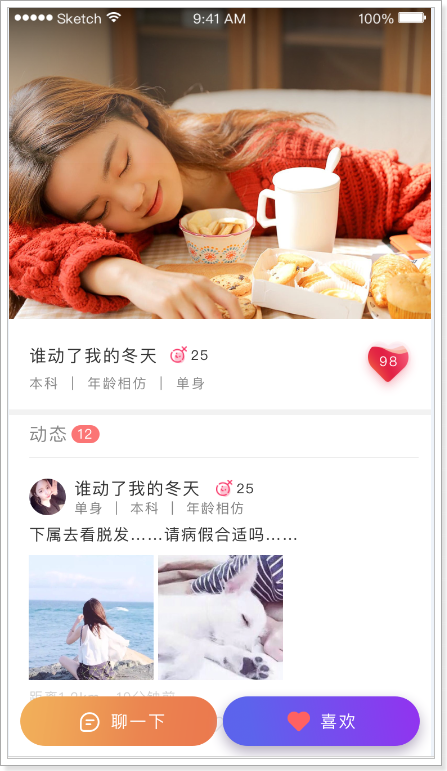 Sketch 9:41 AM 100%
谁动了我的冬天 25
98
本科 | 年龄相仿 | 单身
动态 12
谁动了我的冬天 25
单身 | 本科 | 年龄相仿
下属去看脱发……请病假合适吗……
聊一下 喜欢